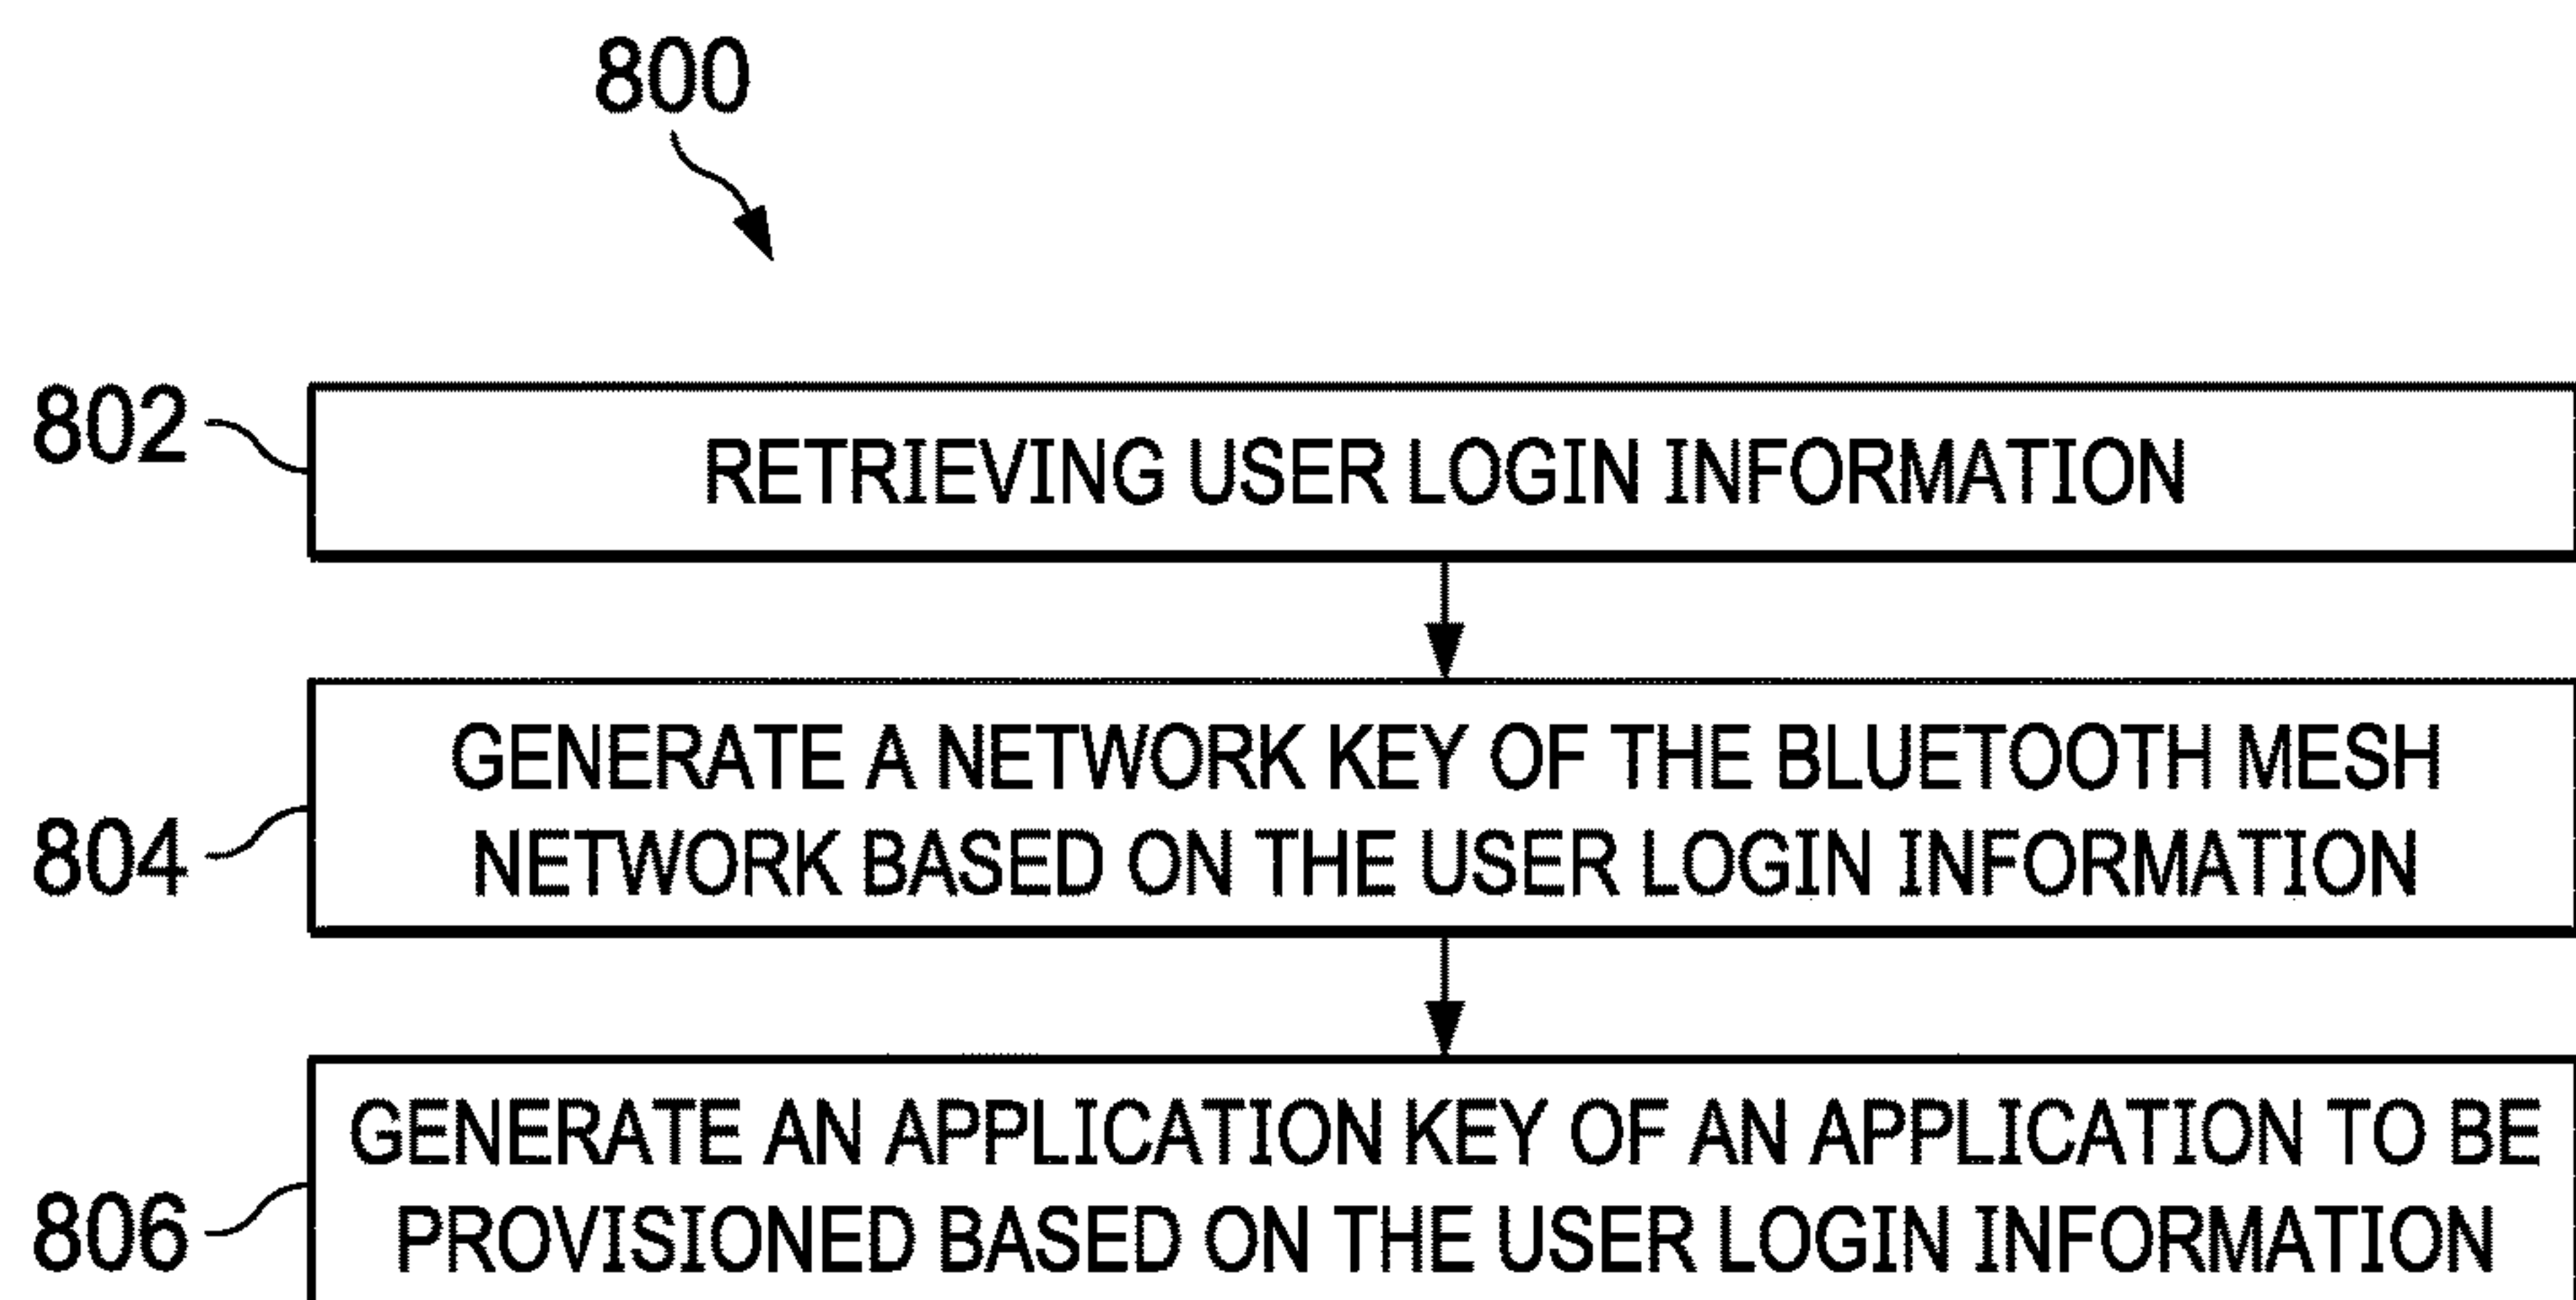 800
802
RETRIEVING USER LOGIN INFORMATION
804
GENERATE A NETWORK KEY OF THE BLUETOOTH MESH
NETWORK BASED ON THE USER LOGIN INFORMATION
806
GENERATE AN APPLICATION KEY OF AN APPLICATION TO BE
PROVISIONED BASED ON THE USER LOGIN INFORMATION